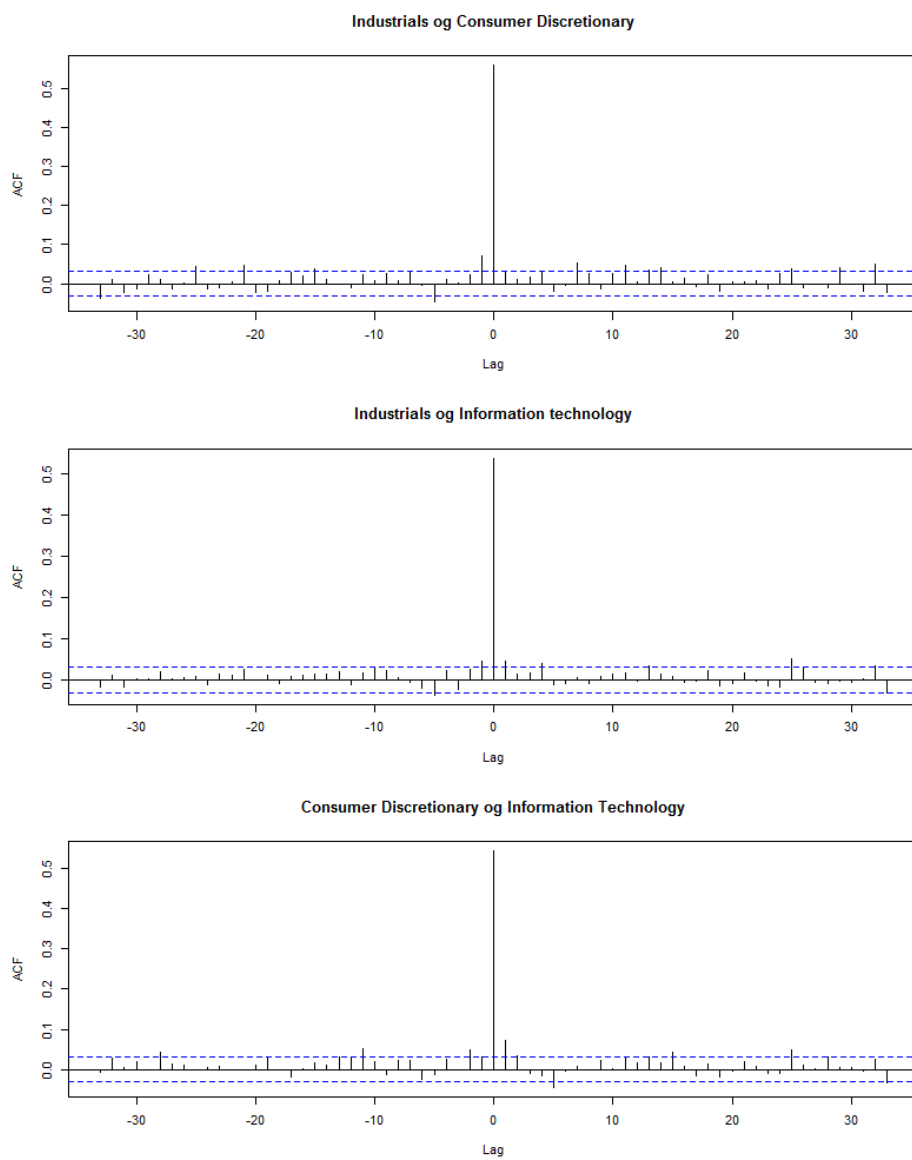 Industrials og Consumer Discretionary
ACF
0.0 0.1 0.2 0.3 0.4 0.5
-30 -20 -10 0 10 20 30
Lag
Industrials og Information technology
ACF
0.0 0.1 0.2 0.3 0.4 0.5
-30 -20 -10 0 10 20 30
Lag
Consumer Discretionary og Information Technology
ACF
0.0 0.1 0.2 0.3 0.4 0.5
-30 -20 -10 0 10 20 30
Lag